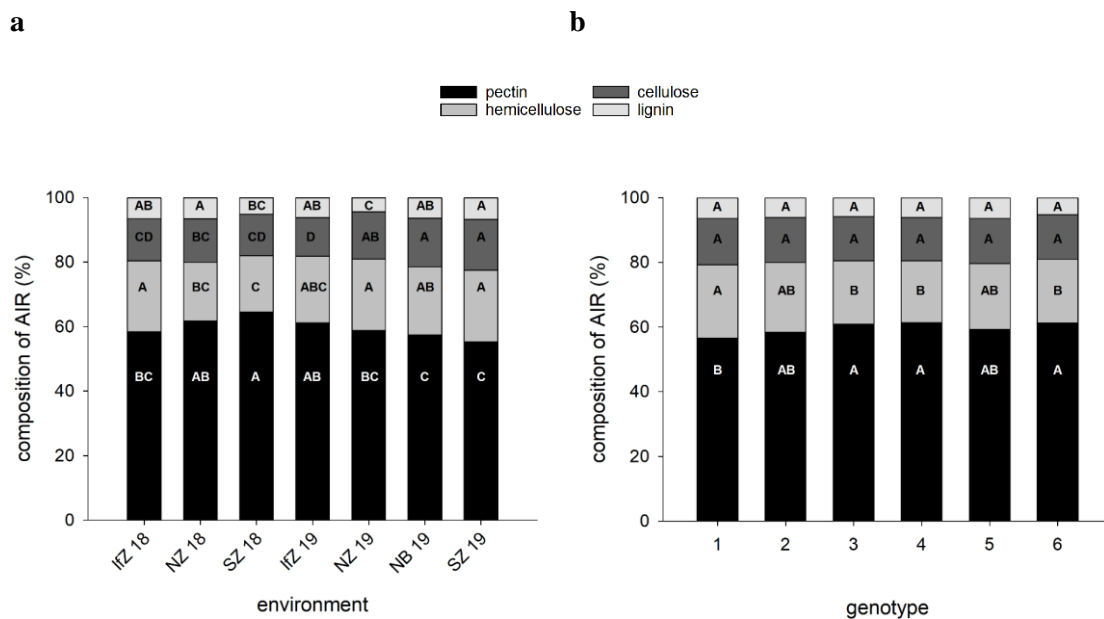 a b
pectin cellulose
hemicellulose lignin
composition of AIR (%)
100
80
60
40
20
0
AB A BC AB C AB A
CD BC CD D AB A A
A BC C ABC A AB A
BC AB A AB BC C C
IfZ 18 NZ 18 SZ 18 IfZ 19 NZ 19 NB 19 SZ 19
environment
composition of AIR (%)
100
80
60
40
20
0
A A A A A A
A A A A A A
A AB B B AB B
B AB A A AB A
1 2 3 4 5 6
genotype